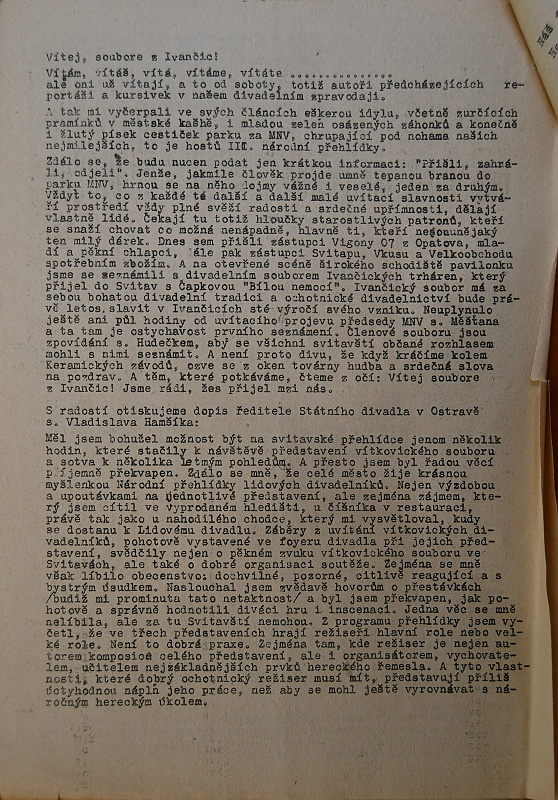 Vítej, soubore z Ivančic!
Vítám, vítáš, vítá, vítáme, vítáte ...............
ale oni už vítají, a to od soboty, totiž autoři předcházejících re-
portáží a kursivek v našem divadelním zpravodaji.
A tak mi vyčerpali ve svých článcích eškerou idylu, včetně zurčících
pramínků v městské kašně, i mladou zelen osázených záhonků a konečně
i žlutý písek cestiček parku za MNV, chrupající pod nohama našich
nejmilejších, to je hostů III. národní přehlídky.
Zdálo se, že budu nucen podat jen krátkou informaci: "Přišli, zahrá-
li, odjeli". Jenže, jakmile člověk projde umně tepanou branou do
parku MNV, hrnou se na něho dojmy vážné i veselé, jeden za druhým.
Vždyt to, co z každé té další a další malé uvítací slavnosti vytvá-
ří prostředí vždy plné svěží radosti a srdečné upřímnosti, dělají
vlastně lidé. Čekají tu totiž hloučky starostlivých patronů, kteří
se snaží chovat co možná nenápadně, hlavně ti, kteří
ten milý dárek. Dnes sem přišli zástupci Vigony 07 z Opatova, mla-
dí a pěkní chlapci, ale pak zástupci Svitapu, Vkusu a Velkoobchodu
spotřebním zbožím. A na otevřené scéně širokého schodiště pavilonku
jsme se seznámili s divadelním souborem Ivančických trháren, který
přijel do Svitav s Čapkovou "Bílou nemocí". Ivančický soubor má za
sebou bohatou divadelní tradici a ochotnické divadelnictví bude prá-
vě letos slavit v Ivančicích sté výročí svého vzniku. Neuplynulo
ještě ani půl hodiny od uvítacího projevu předsedy MNV s. Měštana
a ta tam je ostýchavost prvního seznámení. Členové souboru jsou
zpovídání s. Hudečkem, aby se všichni svitavští občané rozhlasem
mohli s nimi seznámit. A není proto divu, že když kráčíme kolem
Keramických závodů, ozve se z oken továrny hudba a srdečná slova
na pozdrav. A těm, které potkáváme, čteme z očí: Vítej soubore
z Ivančic! Jsme rádi, žes přijel mzi nás.
S radostí otiskujeme dopis ředitele Státního divadla v Ostravě
s. Vladislava Hamšíka:
Měl jsem bohužel možnost být na svitavské přehlídce jenom několik
hodin, které stačily k návštěvě představení vítkovického souboru
a sotva k několika letmým pohledům. A přesto jsem byl řadou věcí
příjemně překvapen. Zdálo se mně, že celé město žije krásnou
myšlenkou Národní přehlídky lidových divadelníků. Nejen výzdobou
a upoutávkami na jednotlivé představení, ale zejména zájmem, kte-
rý jsem cítil ve vyprodaném hledišti, u číšníka v restauraci,
právě tak jako u nahodilého chodce, který mi vysvětloval, kudy
se dostanu k Lidovému divadlu. Záběry z uvítání vítkovických di-
vadelníků, pohotově vystavené ve foyeru divadla při jejich před-
stavení, svědčily nejen o pěkném zvuku vítkovického souboru ve
Svitavách, ale také o dobré organisaci soutěže. Zejména se mně
však líbilo obecenstvo: dochvilné, pozorné, citlivě reagující a s
bystrým úsudkem. Naslouchal jsem zvědavě hovorům o přestávkách
/budiž mi prominuta tato netaktnost/ a byl jsem překvapen, jak po-
hotově a správně hodnotili diváci hru i inscenaci. Jedna věc se mně
nelíbila, ale za tu Svitavští nemohou. Z programu přehlídky jsem vy-
četl, že ve třech představeních hrají režiseři hlavní role nebo vel-
ké role. Není to dobrá praxe. Zejména tam, kde režiser je nejen au-
torem komposice celého představení, ale i organisátorem, vychovate-
lem, učitelem nejzákladnějších prvků hereckého řemesla. A tyto vlast-
nosti, které dobrý ochotnický režiser musí mít, představují příliš
úctyhodnou náplň jeho práce, než aby se mohl ještě vyrovnávat s ná-
ročným hereckým úkolem.